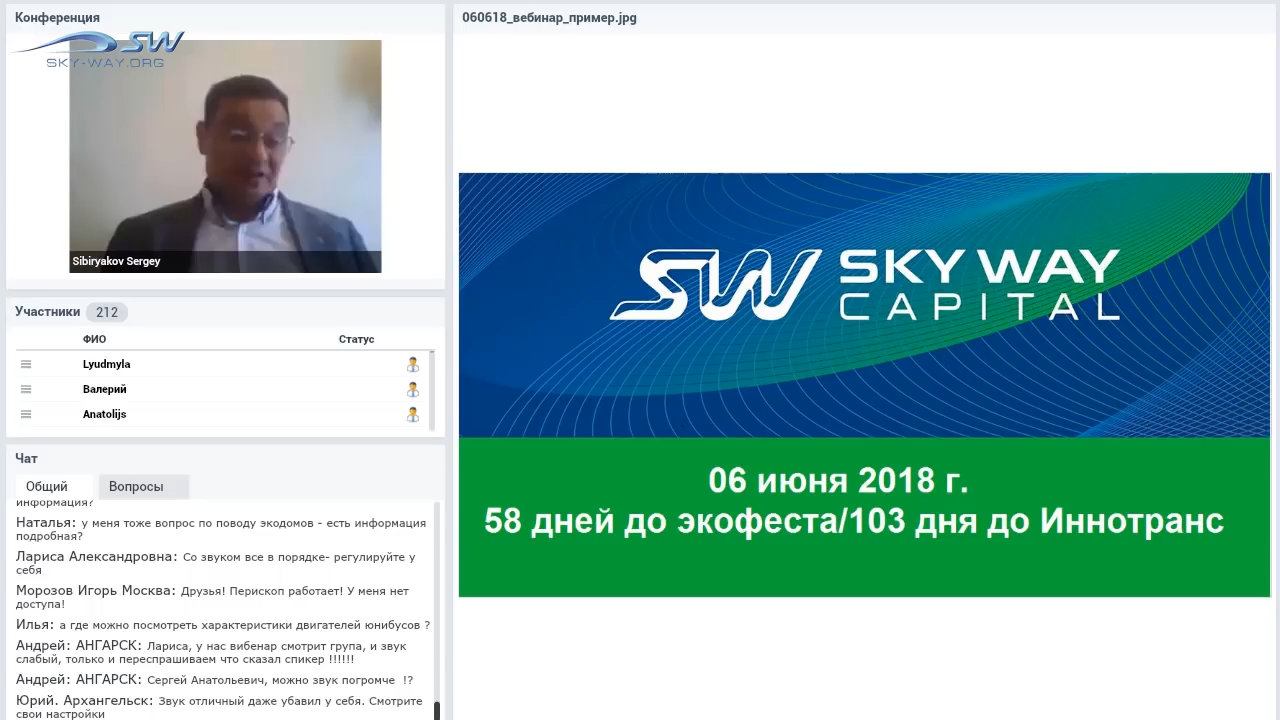 Конференция
SW
SKY-WAY.ORG
Sibiryakov Sergey
Участники 212
ФИО Статус
Lyudmyla
Валерий
Anatolijs
Чат
Общий Вопросы
информация?
Наталья: у меня тоже вопрос по поводу экодомов - есть информация
подробная?
Лариса Александровна: Со звуком все в порядке- регулируйте у
себя
Морозов Игорь Москва: Друзья! Перископ работает! У меня нет
доступа!
Илья: а где можно посмотреть характеристики двигателей юнибусов ?
Андрей: АНГАРСК: Лариса, у нас вибенар смотрит група, и звук
слабый, только и переспрашиваем что сказал спикер !!!!!!
Андрей: АНГАРСК: Сергей Анатольевич, можно звук погромче !?
Юрий. Архангельск: Звук отличный даже убавил у себя. Смотрите
свои настройки
060618_вебинар_пример.jpg
SW SKY WAY
CAPITAL
06 июня 2018 г.
58 дней до экофеста/103 дня до Иннотранс